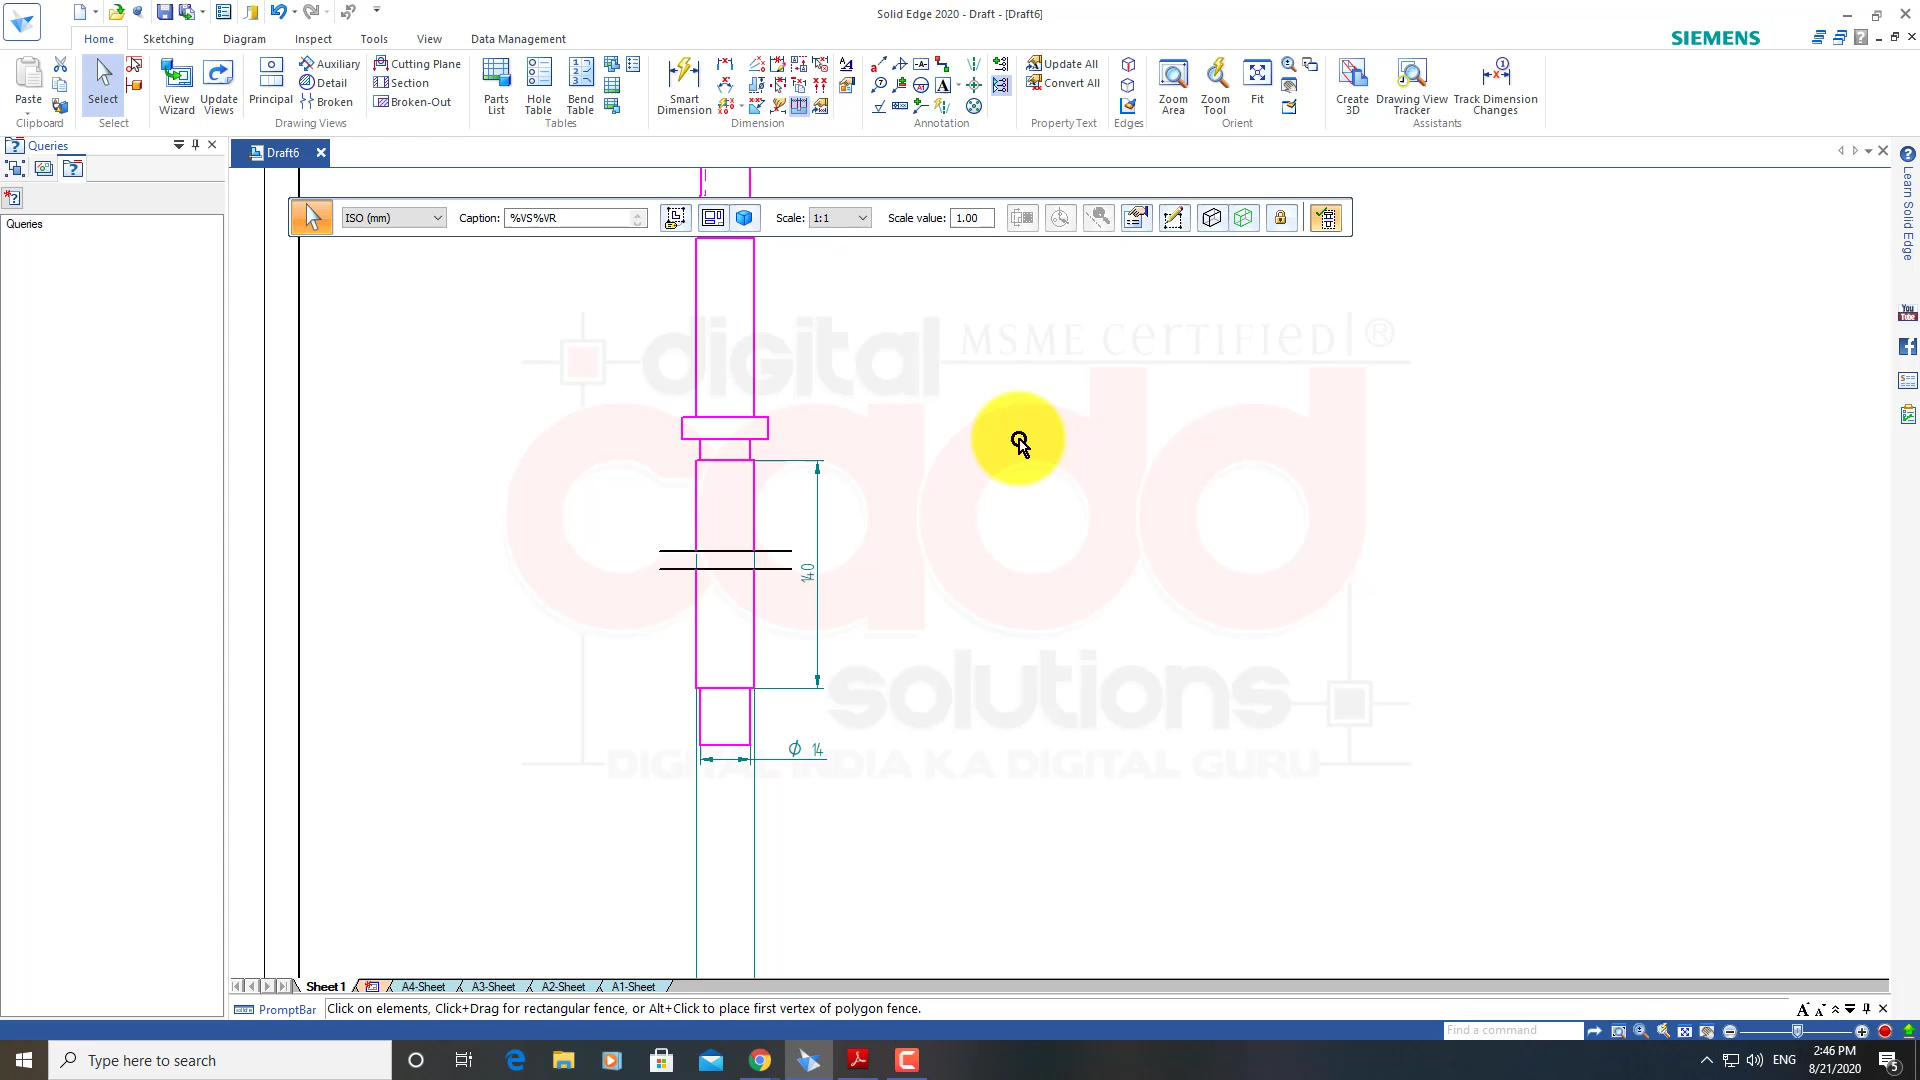 Solid Edge 2020 - Draft - [Draft6]
Home Sketching Diagram Inspect Tools View Data Management
SIEMENS
Paste
Clipboard
Select
Select
View Wizard
Update Views
Principal
Auxiliary
Detail
Broken
Cutting Plane
Section
Broken-Out
Drawing Views
Parts List
Hole Table
Bend Table
Tables
Smart Dimension
Dimension
Annotation
Update All
Convert All
Property Text
Edges
Zoom Area
Zoom Tool
Fit
Orient
Create 3D
Drawing View Tracker
Track Dimension Changes
Assistants
Queries
Draft6
Queries
ISO (mm)
Caption: %VS%VR
Scale: 1:1
Scale value: 1.00
Learn Solid Edge
You Tube
digital MSME CERTIFIED ®
cadd
solutions
DIGITAL INDIA KA DIGITAL GURU
140
Ø 14
Sheet 1 A4-Sheet A3-Sheet A2-Sheet A1-Sheet
PromptBar Click on elements, Click+Drag for rectangular fence, or Alt+Click to place first vertex of polygon fence.
Find a command
Type here to search
ENG
2:46 PM
8/21/2020
5